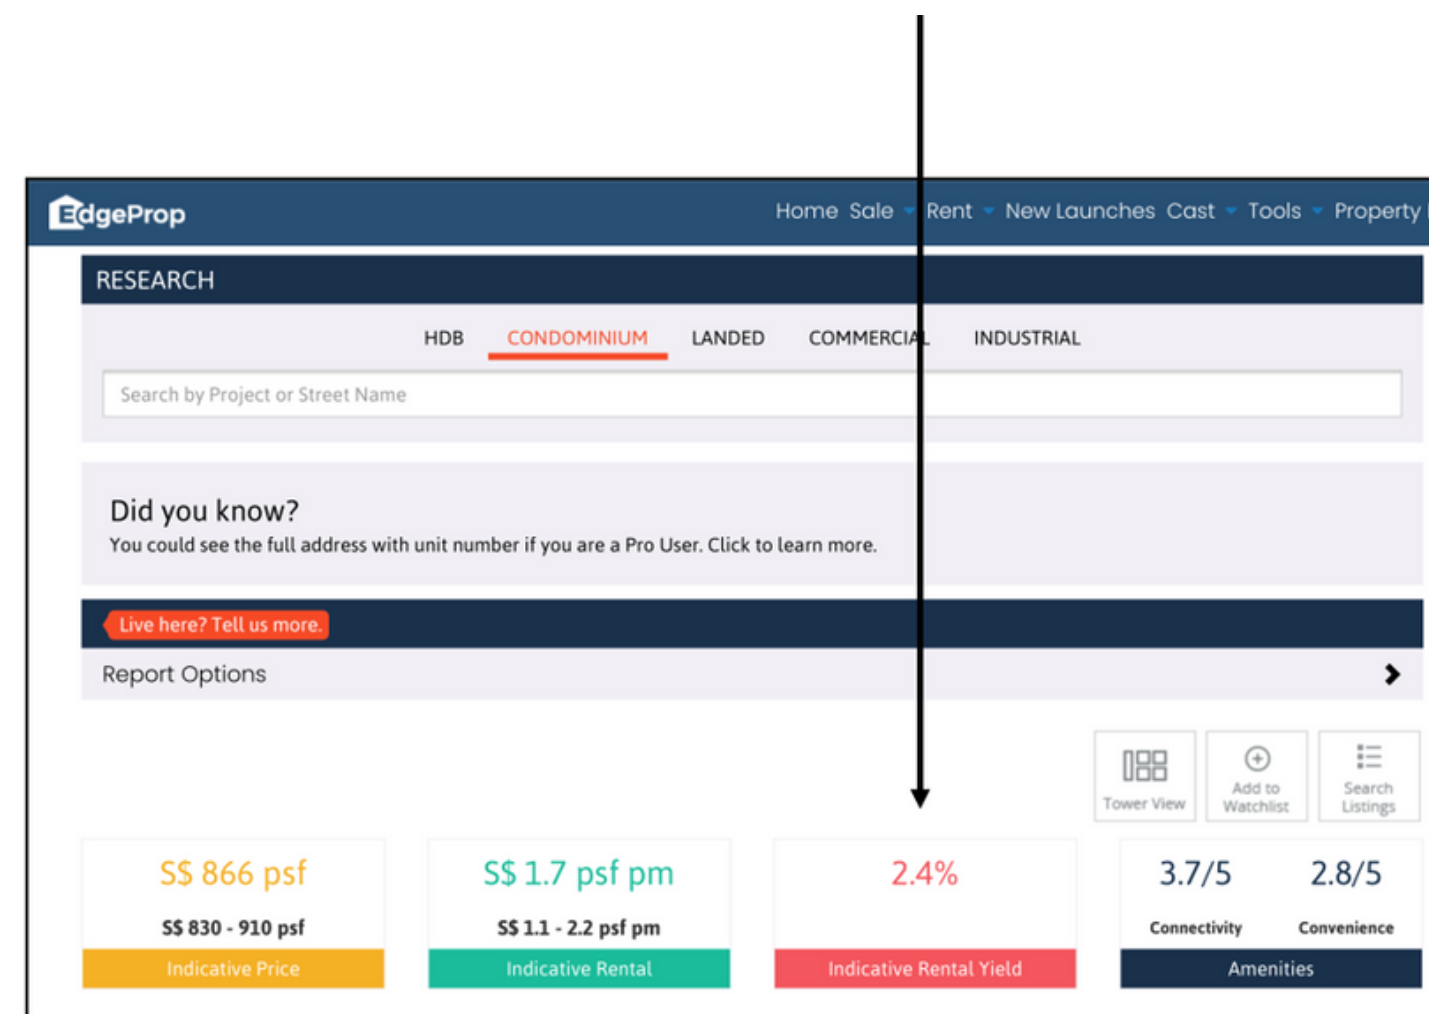 EdgeProp
Home Sale Rent New Launches Cast Tools Property
RESEARCH
HDB CONDOMINIUM LANDED COMMERCIAL INDUSTRIAL
Search by Project or Street Name
Did you know?
You could see the full address with unit number if you are a Pro User. Click to learn more.
Live here? Tell us more.
Report Options
Tower View
Add to
Watchlist
Search
Listings
S$ 866 psf
S$ 830 - 910 psf
Indicative Price
S$ 1.7 psf pm
S$ 1.1 - 2.2 psf pm
Indicative Rental
2.4%
Indicative Rental Yield
3.7/5 2.8/5
Connectivity Convenience
Amenities